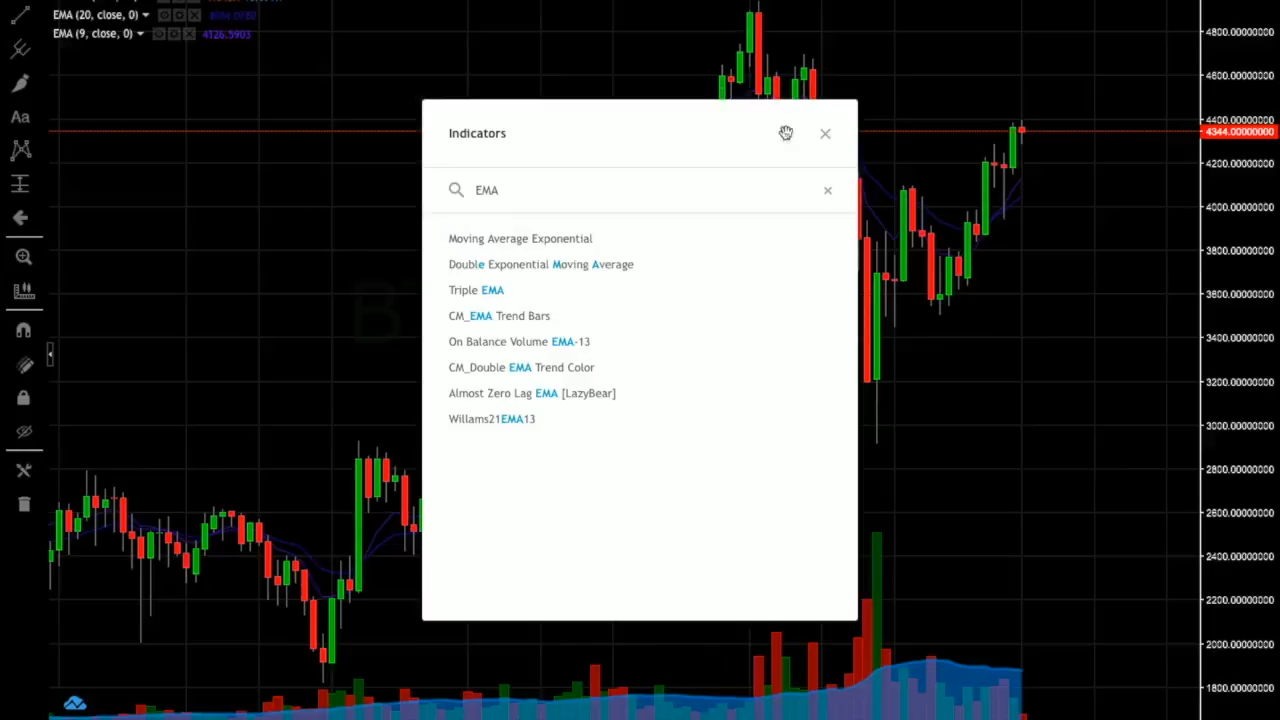 EMA (20, close, 0)
EMA (9, close, 0) 4126.5903
Aa
Indicators
EMA
Moving Average Exponential
Double Exponential Moving Average
Triple EMA
CM_EMA Trend Bars
On Balance Volume EMA-13
CM_Double EMA Trend Color
Almost Zero Lag EMA [LazyBear]
Willams21EMA13
4800.00000000
4600.00000000
4400.00000000
4344.00000000
4200.00000000
4000.00000000
3800.00000000
3600.00000000
3400.00000000
3200.00000000
3000.00000000
2800.00000000
2600.00000000
2400.00000000
2200.00000000
2000.00000000
1800.00000000